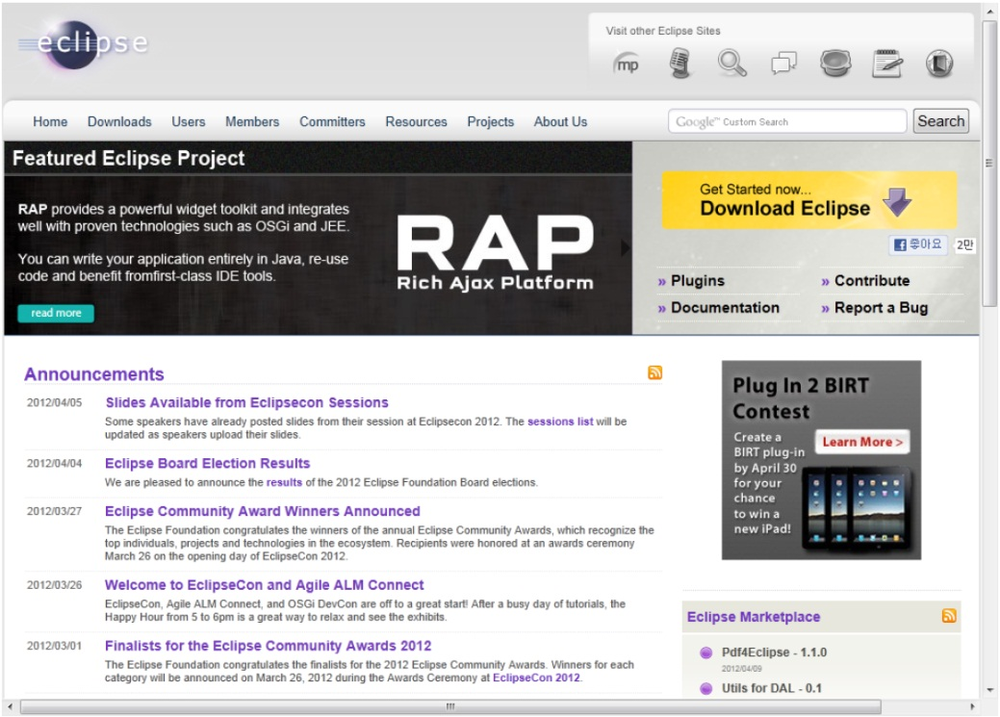 eclipse
Visit other Eclipse Sites
mp
Home Downloads Users Members Committers Resources Projects About Us
Google™ Custom Search
Search
Featured Eclipse Project
RAP provides a powerful widget toolkit and integrates
well with proven technologies such as OSGi and JEE.
You can write your application entirely in Java, re-use
code and benefit fromfirst-class IDE tools.
read more
RAP
Rich Ajax Platform
Get Started now...
Download Eclipse
좋아요 2만
» Plugins » Contribute
» Documentation » Report a Bug
Announcements
2012/04/05 Slides Available from Eclipsecon Sessions
Some speakers have already posted slides from their session at Eclipsecon 2012. The sessions list will be
updated as speakers upload their slides.
2012/04/04 Eclipse Board Election Results
We are pleased to announce the results of the 2012 Eclipse Foundation Board elections.
2012/03/27 Eclipse Community Award Winners Announced
The Eclipse Foundation congratulates the winners of the annual Eclipse Community Awards, which recognize the
top individuals, projects and technologies in the ecosystem. Recipients were honored at an awards ceremony
March 26 on the opening day of EclipseCon 2012.
2012/03/26 Welcome to EclipseCon and Agile ALM Connect
EclipseCon, Agile ALM Connect, and OSGi DevCon are off to a great start! After a busy day of tutorials, the
Happy Hour from 5 to 6pm is a great way to relax and see the exhibits.
2012/03/01 Finalists for the Eclipse Community Awards 2012
The Eclipse Foundation congratulates the finalists for the 2012 Eclipse Community Awards. Winners for each
category will be announced on March 26, 2012 during the Awards Ceremony at EclipseCon 2012.
Plug In 2 BIRT
Contest
Create a
BIRT plug-in
by April 30
for your
chance
to win a
new iPad!
Learn More >
Eclipse Marketplace
Pdf4Eclipse - 1.1.0
2012/04/09
Utils for DAL - 0.1